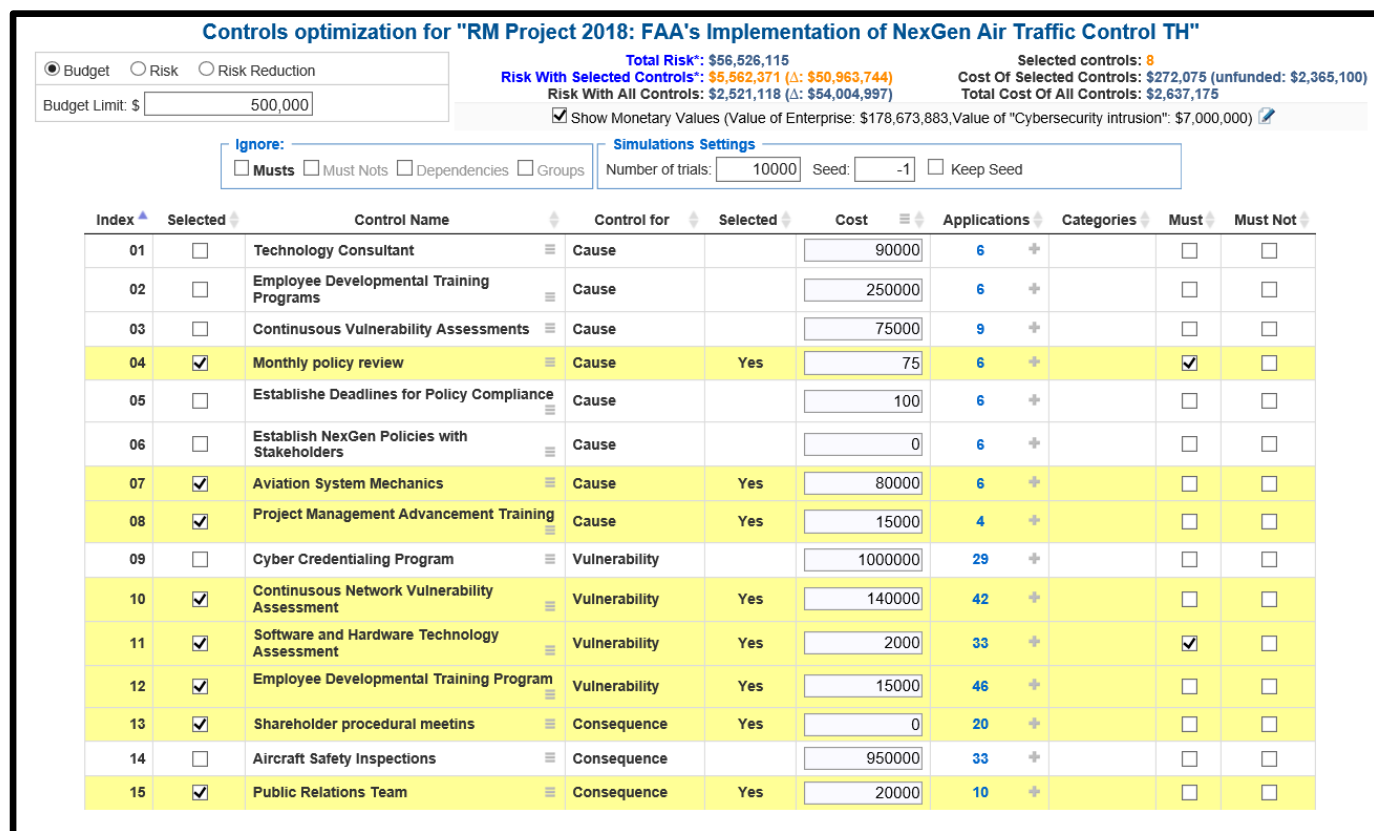 Controls optimization for "RM Project 2018: FAA's Implementation of NexGen Air Traffic Control TH"
Budget Risk Risk Reduction
Budget Limit: $ 500,000
Total Risk*: $56,526,115
Risk With Selected Controls*: $5,562,371 (Δ: $50,963,744)
Risk With All Controls: $2,521,118 (Δ: $54,004,997)
Selected controls: 8
Cost Of Selected Controls: $272,075 (unfunded: $2,365,100)
Total Cost Of All Controls: $2,637,175
Show Monetary Values (Value of Enterprise: $178,673,883,Value of "Cybersecurity intrusion": $7,000,000)
Ignore:
Musts Must Nots Dependencies Groups
Simulations Settings
Number of trials: 10000 Seed: -1 Keep Seed
Index Selected Control Name Control for Selected Cost Applications Categories Must Must Not
01 Technology Consultant Cause 90000 6
02 Employee Developmental Training
Programs Cause 250000 6
03 Continusous Vulnerability Assessments Cause 75000 9
04 Monthly policy review Cause Yes 75 6
05 Establishe Deadlines for Policy Compliance Cause 100 6
06 Establish NexGen Policies with
Stakeholders Cause 0 6
07 Aviation System Mechanics Cause Yes 80000 6
08 Project Management Advancement Training Cause Yes 15000 4
09 Cyber Credentialing Program Vulnerability 1000000 29
10 Continusous Network Vulnerability
Assessment Vulnerability Yes 140000 42
11 Software and Hardware Technology
Assessment Vulnerability Yes 2000 33
12 Employee Developmental Training Program Vulnerability Yes 15000 46
13 Shareholder procedural meetins Consequence Yes 0 20
14 Aircraft Safety Inspections Consequence 950000 33
15 Public Relations Team Consequence Yes 20000 10